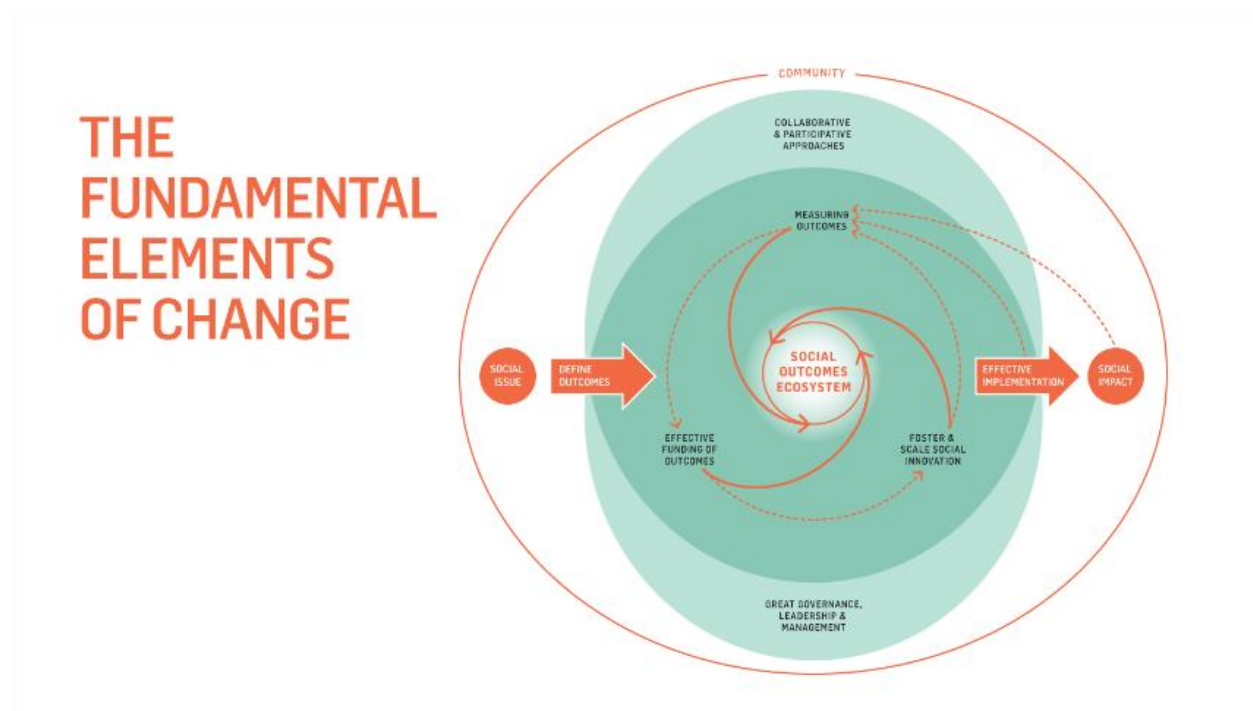 THE
FUNDAMENTAL
ELEMENTS
OF CHANGE
COMMUNITY
COLLABORATIVE
& PARTICIPATIVE
APPROACHES
MEASURING
OUTCOMES
SOCIAL
ISSUE
DEFINE
OUTCOMES
SOCIAL
OUTCOMES
ECOSYSTEM
EFFECTIVE
IMPLEMENTATION
SOCIAL
IMPACT
EFFECTIVE
FUNDING OF
OUTCOMES
FOSTER &
SCALE SOCIAL
INNOVATION
GREAT GOVERNANCE,
LEADERSHIP &
MANAGEMENT